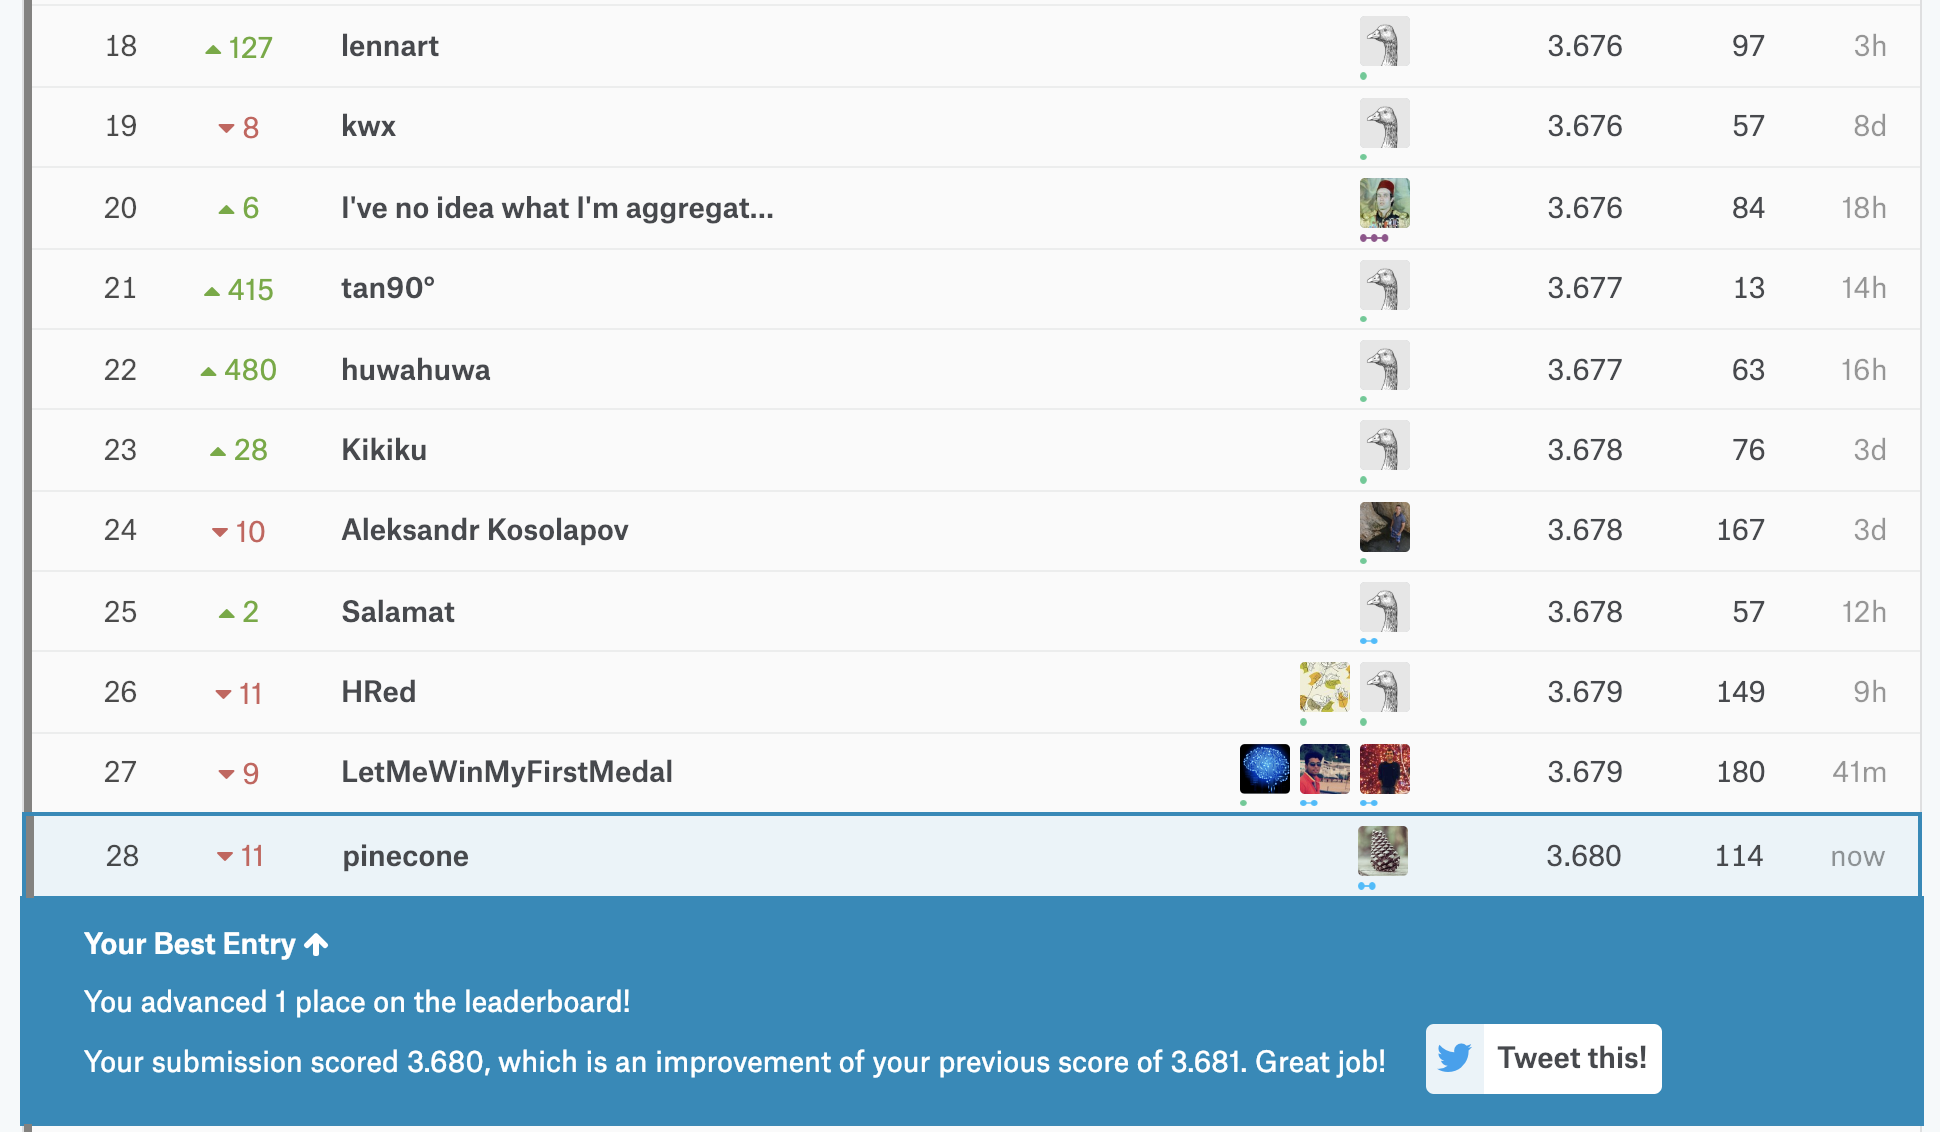 18 ▲127 lennart 3.676 97 3h
19 ▼8 kwx 3.676 57 8d
20 ▲6 I've no idea what I'm aggregat... 3.676 84 18h
21 ▲415 tan90° 3.677 13 14h
22 ▲480 huwahuwa 3.677 63 16h
23 ▲28 Kikiku 3.678 76 3d
24 ▼10 Aleksandr Kosolapov 3.678 167 3d
25 ▲2 Salamat 3.678 57 12h
26 ▼11 HRed 3.679 149 9h
27 ▼9 LetMeWinMyFirstMedal 3.679 180 41m
28 ▼11 pinecone 3.680 114 now
Your Best Entry ↑
You advanced 1 place on the leaderboard!
Your submission scored 3.680, which is an improvement of your previous score of 3.681. Great job!
Tweet this!